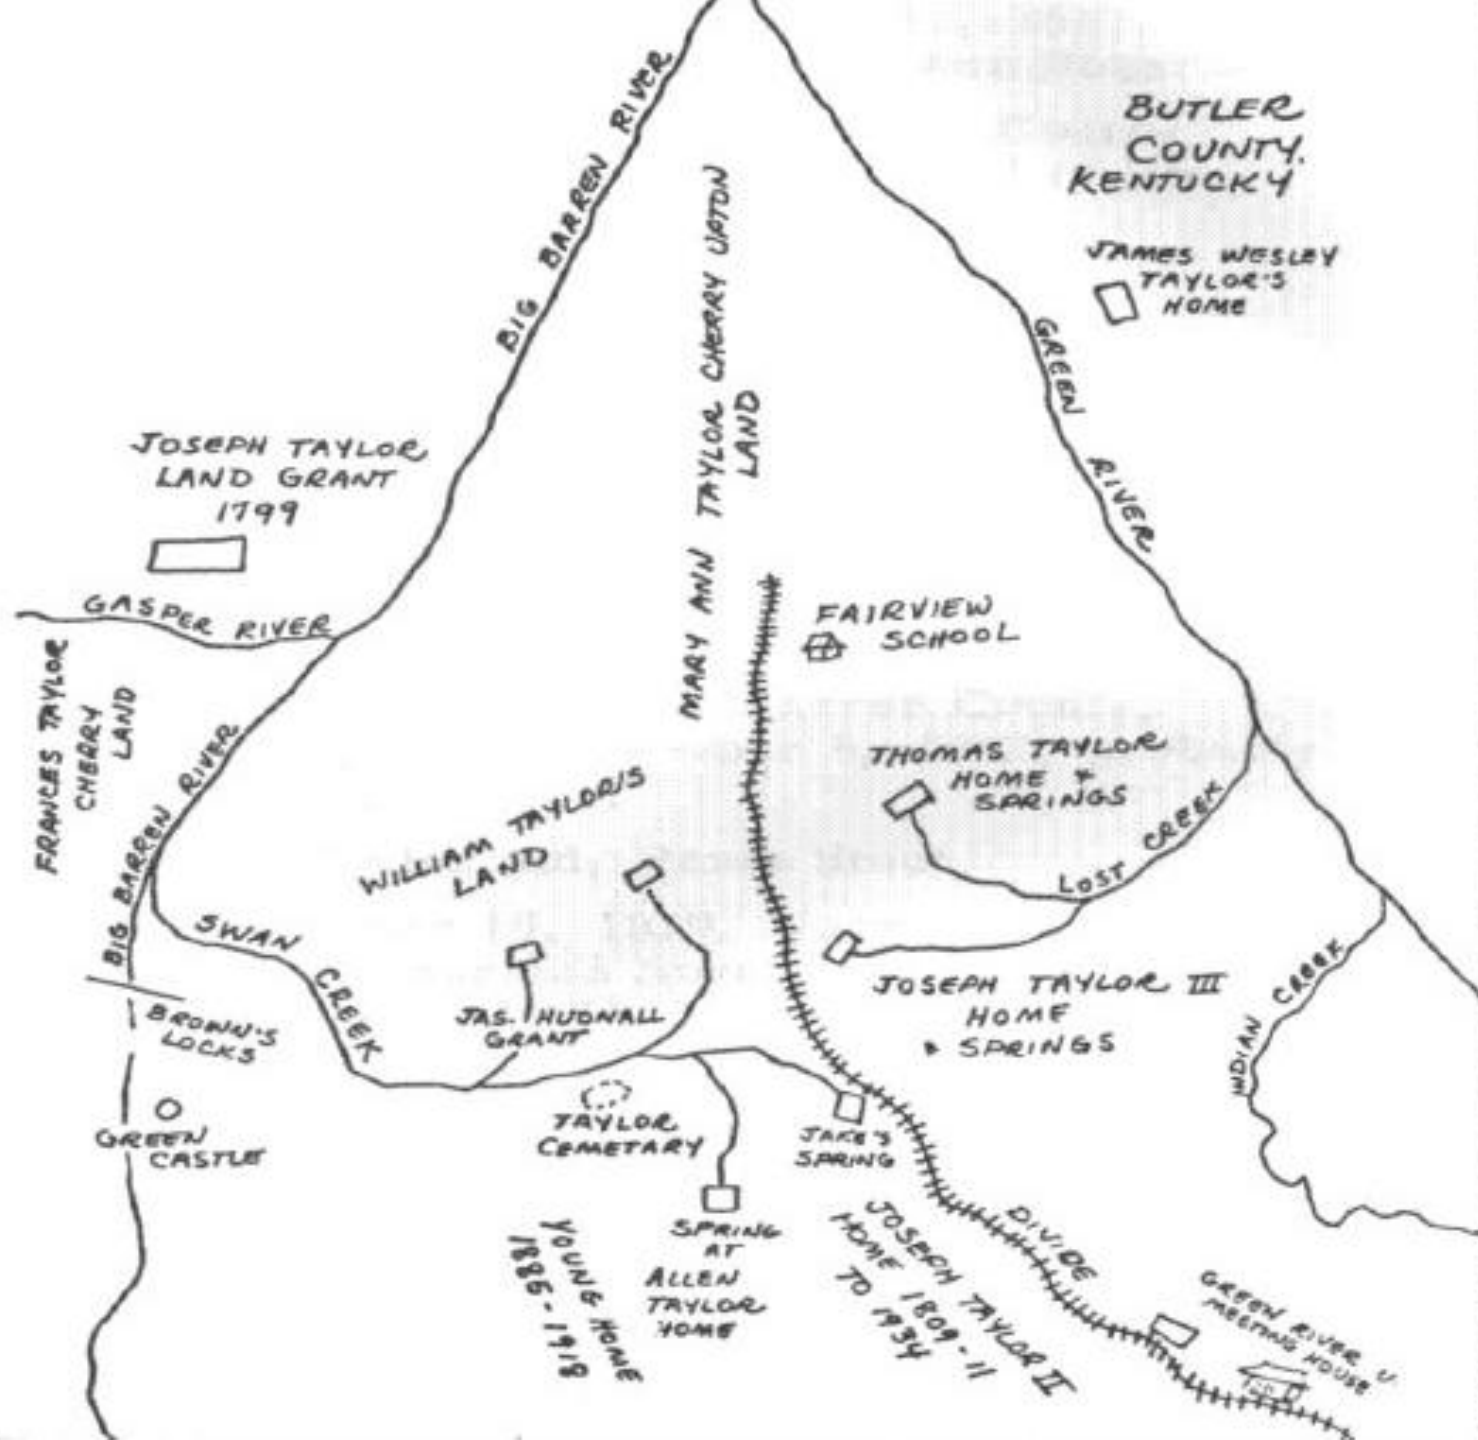 BUTLER
COUNTY.
KENTUCKY
BIG BARREN RIVER
JAMES WESLEY
TAYLOR'S
HOME
GREEN RIVER
MARY ANN TAYLOR CHERRY UPTON
LAND
JOSEPH TAYLOR
LAND GRANT
1799
GASPER RIVER
FAIRVIEW
SCHOOL
FRANCES TAYLOR
CHERRY
LAND
BIG BARREN RIVER
THOMAS TAYLOR
HOME &
SPRINGS
LOST CREEK
WILLIAM TAYLOR'S
LAND
SWAN
CREEK
JOSEPH TAYLOR III
HOME
& SPRINGS
INDIAN CREEK
JAS. HUDNALL
GRANT
BROWN'S
LOCKS
GREEN
CASTLE
TAYLOR
CEMETARY
JAKE'S
SPRING
SPRING
AT
ALLEN
TAYLOR
HOME
YOUNG HOME
1885-1918
JOSEPH TAYLOR II
HOME 1809-11
TO 1934
DIVIDE
GREEN RIVER U
MEETING HOUSE